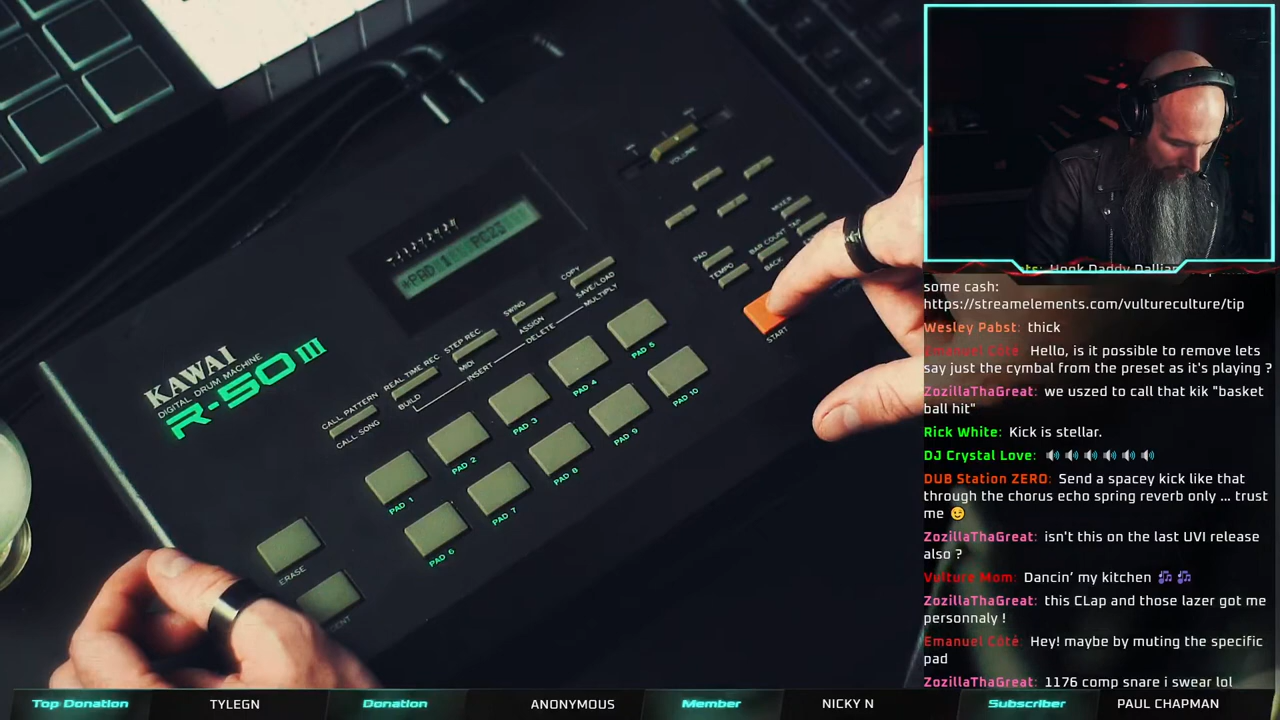 KAWAI
DIGITAL DRUM MACHINE
R-50 III
VOLUME
MIXER
BAR COUNT TAP
PAD
BACK
TEMPO
START
COPY
SAVE/LOAD
MULTIPLY
SWING
ASSIGN
DELETE
STEP REC
MIDI
INSERT
REAL TIME REC
BUILD
CALL PATTERN
CALL SONG
PAD 1
PAD 2
PAD 3
PAD 4
PAD 5
PAD 6
PAD 7
PAD 8
PAD 9
PAD 10
ERASE
some cash:
https://streamelements.com/vultureculture/tip
Wesley Pabst: thick
Emanuel Côté: Hello, is it possible to remove lets
say just the cymbal from the preset as it's playing ?
ZozillaThaGreat: we uszed to call that kik "basket
ball hit"
Rick White: Kick is stellar.
DJ Crystal Love: 🔊 🔊 🔊 🔊 🔊 🔊
DUB Station ZERO: Send a spacey kick like that
through the chorus echo spring reverb only ... trust
me 😉
ZozillaThaGreat: isn't this on the last UVI release
also ?
Vulture Mom: Dancin’ my kitchen 🎶 🎶
ZozillaThaGreat: this CLap and those lazer got me
personnaly !
Emanuel Côté: Hey! maybe by muting the specific
pad
ZozillaThaGreat: 1176 comp snare i swear lol
Top Donation TYLEGN Donation ANONYMOUS Member NICKY N Subscriber PAUL CHAPMAN